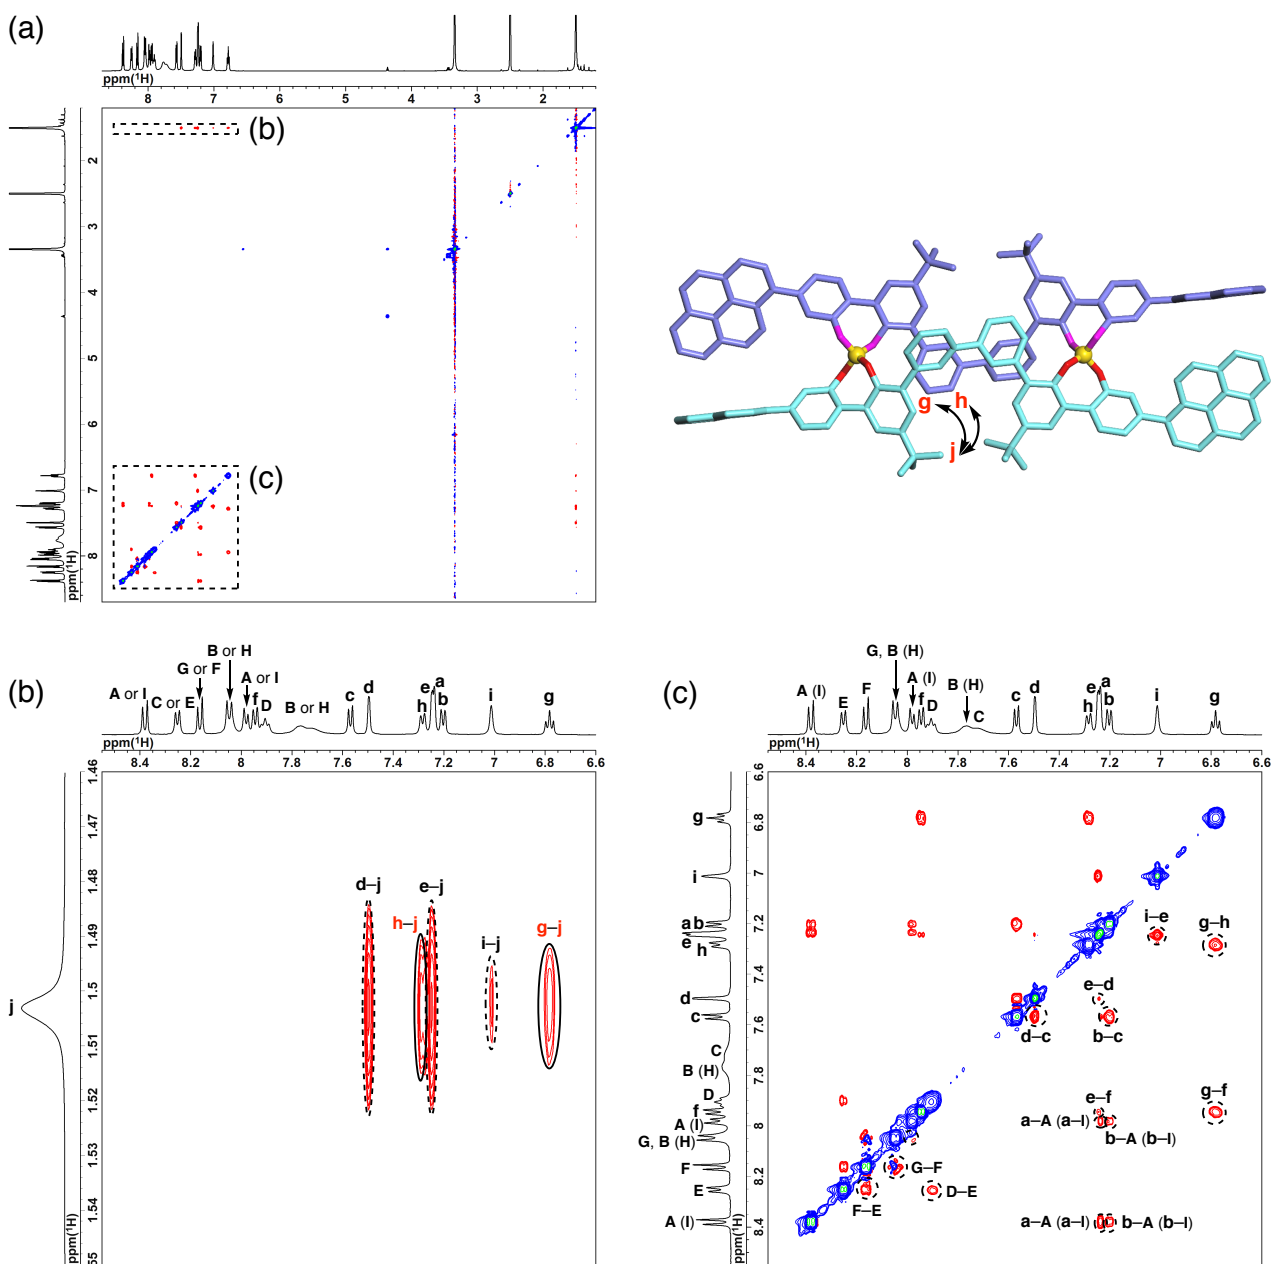 (a)
ppm(¹H)
8 7 6 5 4 3 2
(b)
2
3
4
5
6
7
8
ppm(¹H)
(c)
g h
j
(b)
B or H
G or F
A or I
A or I
C or E
f
D
B or H
c
d
e
a
h
b
i
g
ppm(¹H)
8.4 8.2 8 7.8 7.6 7.4 7.2 7 6.8 6.6
j
1.46
1.47
1.48
1.49
1.5
1.51
1.52
1.53
1.54
.55
ppm(¹H)
d–j
e–j
h–j
i–j
g–j
(c)
G, B (H)
A (I)
A (I)
E
F
f
D
B (H)
C
c
d
e
a
h
b
i
g
ppm(¹H)
8.4 8.2 8 7.8 7.6 7.4 7.2 7 6.8 6.6
6.6
6.8
7
7.2
7.4
7.6
7.8
8
8.2
8.4
ppm(¹H)
g
i
a b
e
h
d
c
C
B (H)
D
f
A (I)
G, B (H)
F
E
A (I)
i–e
g–h
e–d
d–c
b–c
e–f
g–f
a–A (a–I)
b–A (b–I)
G–F
D–E
F–E
a–A (a–I)
b–A (b–I)